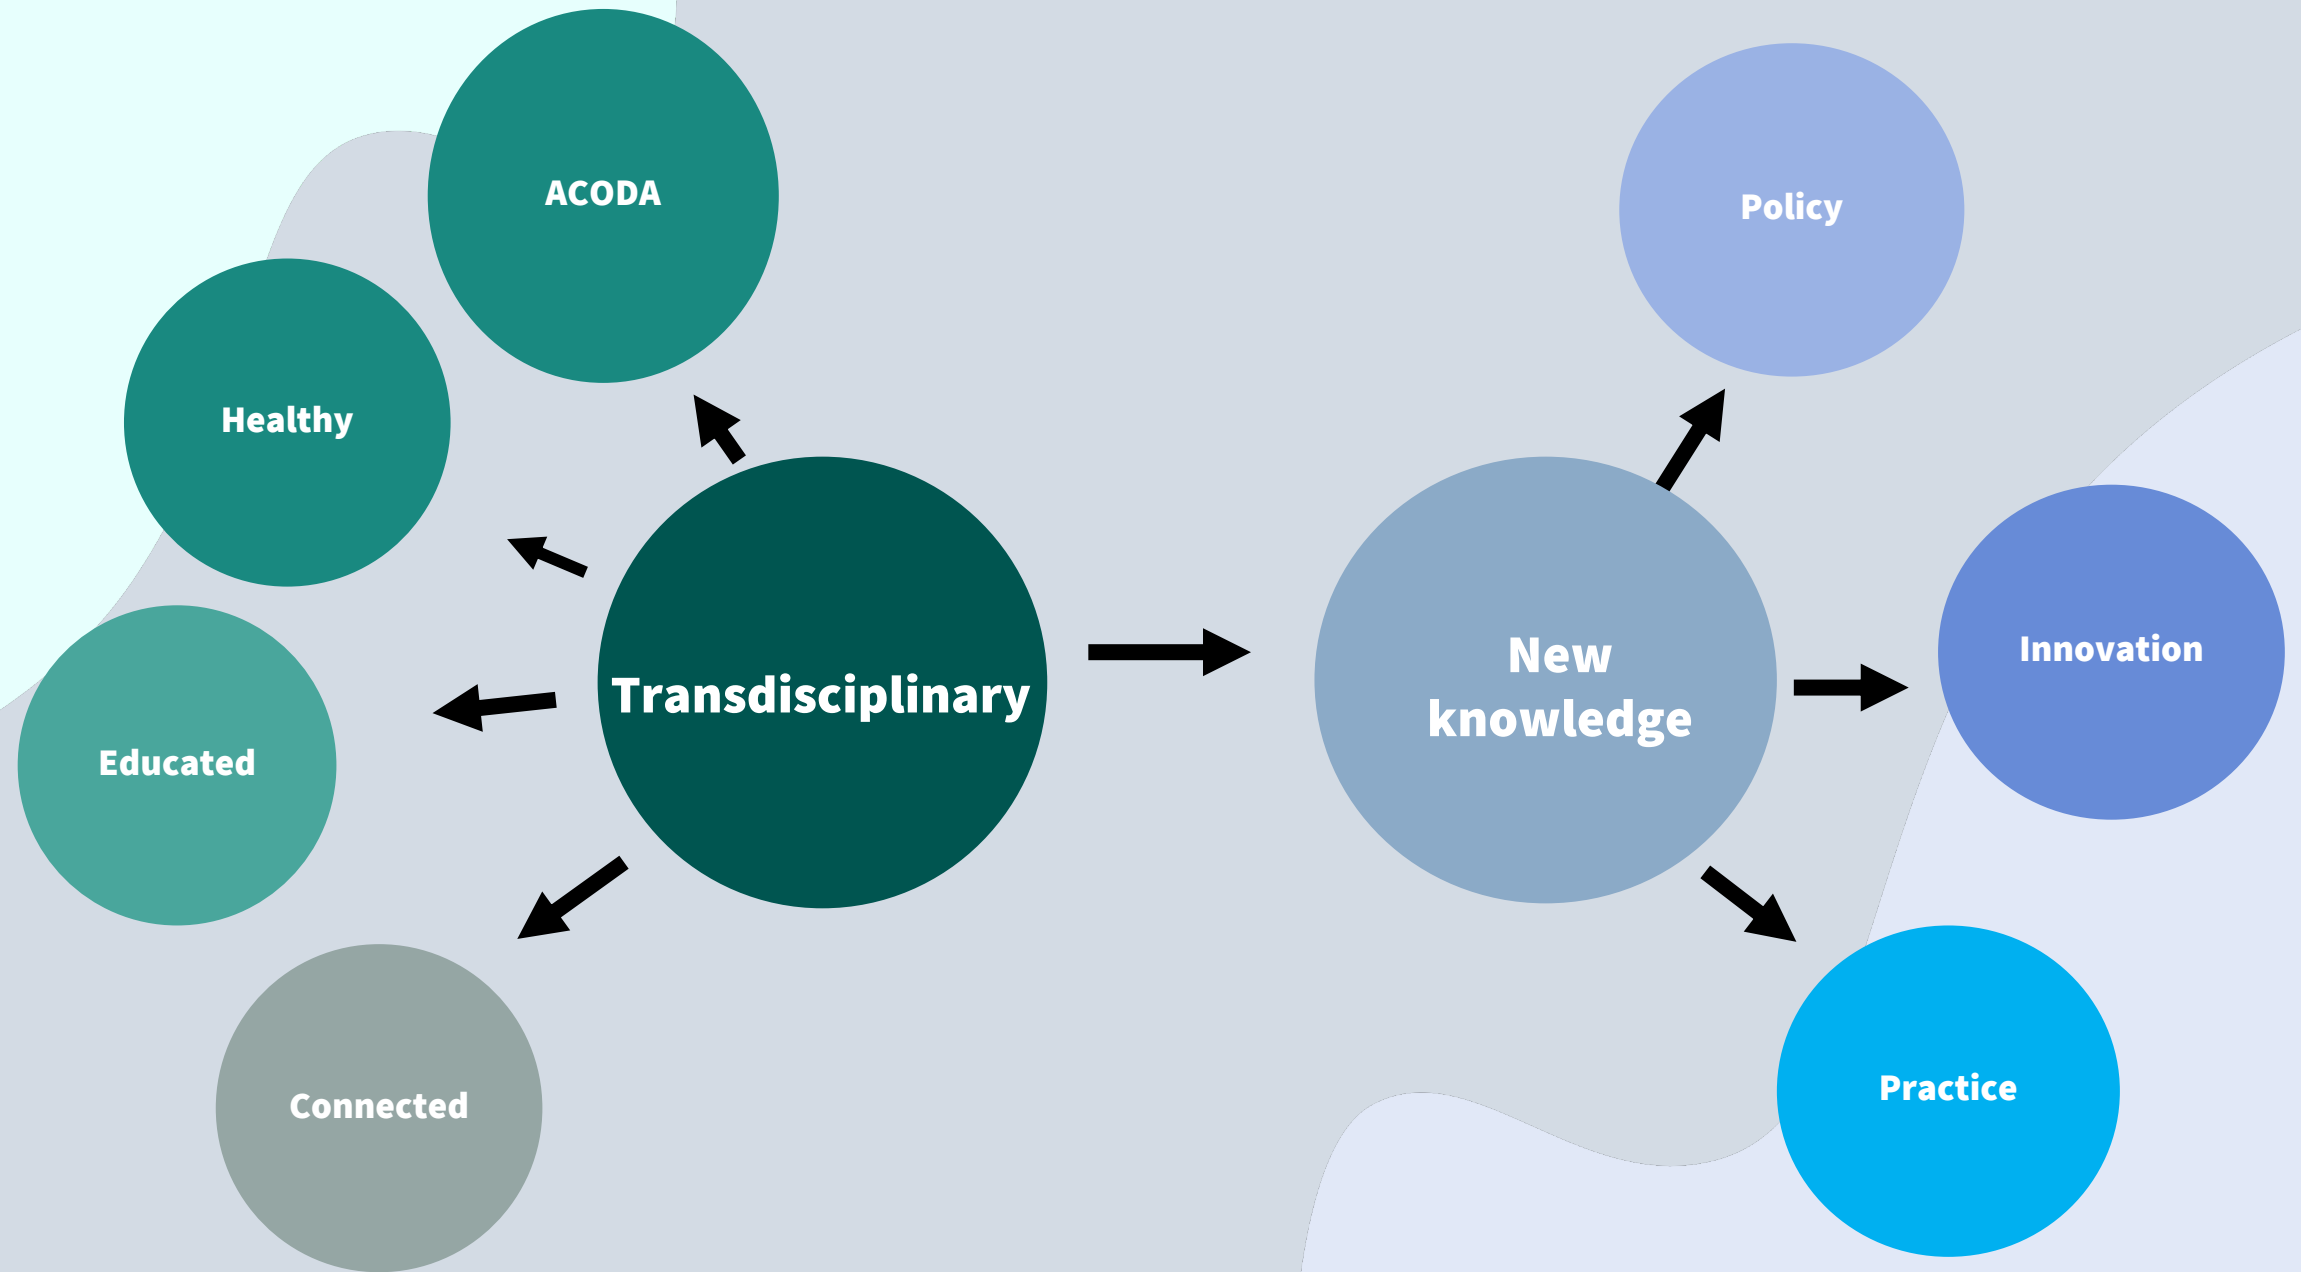 ACODA
Healthy
Educated
Connected
Transdisciplinary
New
knowledge
Policy
Innovation
Practice